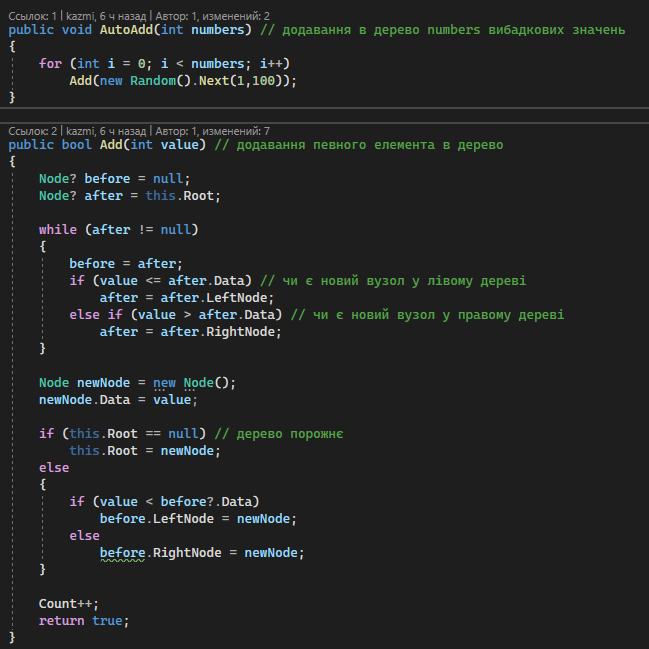 Ссылок: 1 | kazmi, 6 ч назад | Автор: 1, изменений: 2
public void AutoAdd(int numbers) // додавання в дерево numbers вибадкових значень
{
for (int i = 0; i < numbers; i++)
Add(new Random().Next(1,100));
}
Ссылок: 2 | kazmi, 6 ч назад | Автор: 1, изменений: 7
public bool Add(int value) // додавання певного елемента в дерево
{
Node? before = null;
Node? after = this.Root;
while (after != null)
{
before = after;
if (value <= after.Data) // чи є новий вузол у лівому дереві
after = after.LeftNode;
else if (value > after.Data) // чи є новий вузол у правому дереві
after = after.RightNode;
}
Node newNode = new Node();
newNode.Data = value;
if (this.Root == null) // дерево порожнє
this.Root = newNode;
else
{
if (value < before?.Data)
before.LeftNode = newNode;
else
before.RightNode = newNode;
}
Count++;
return true;
}